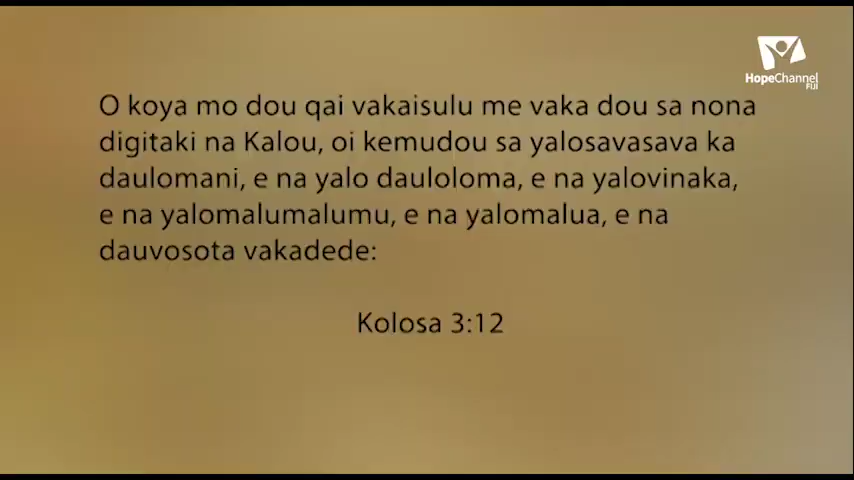 HopeChannel
FIJI
O koya mo dou qai vakaisulu me vaka dou sa nona
digitaki na Kalou, oi kemudou sa yalosavasava ka
daulomani, e na yalo dauloloma, e na yalovinaka,
e na yalomalumalumu, e na yalomalua, e na
dauvosota vakadede:
Kolosa 3:12